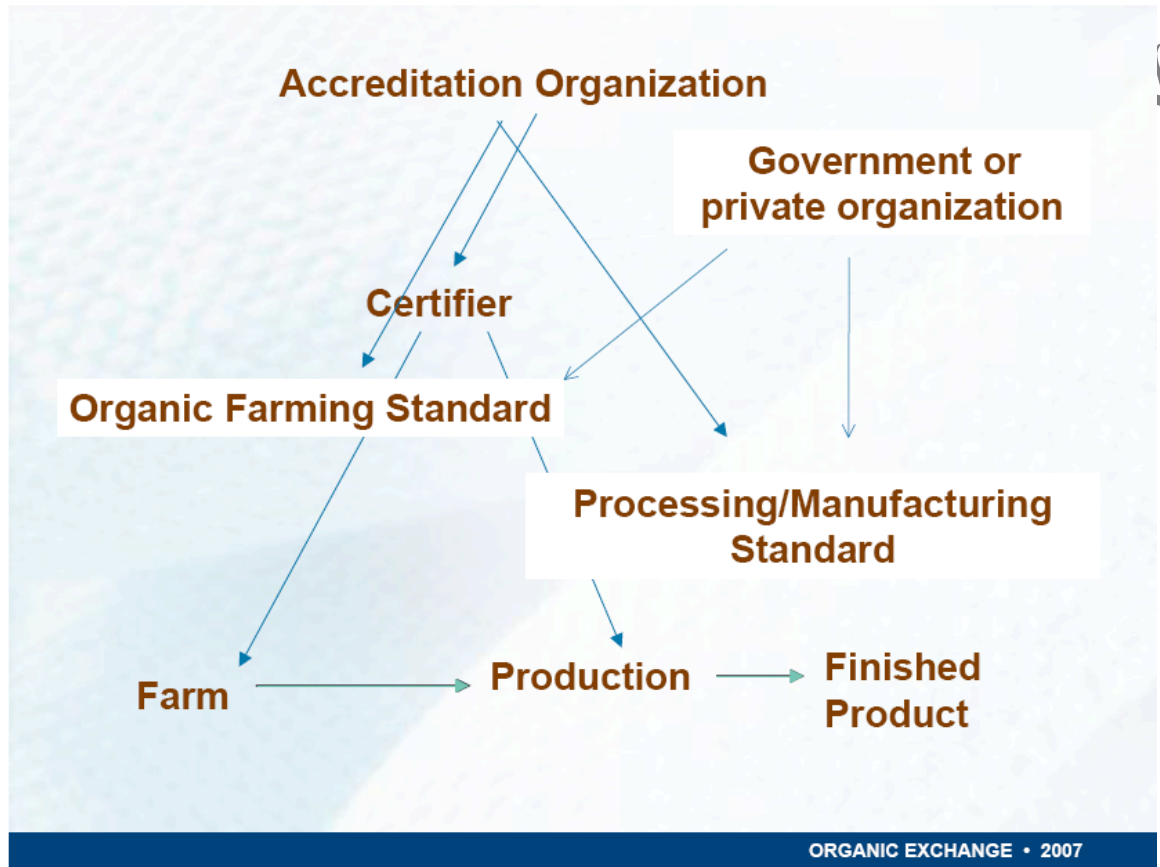 Accreditation Organization
Government or
private organization
Certifier
Organic Farming Standard
Processing/Manufacturing
Standard
Farm
Production
Finished
Product
ORGANIC EXCHANGE • 2007